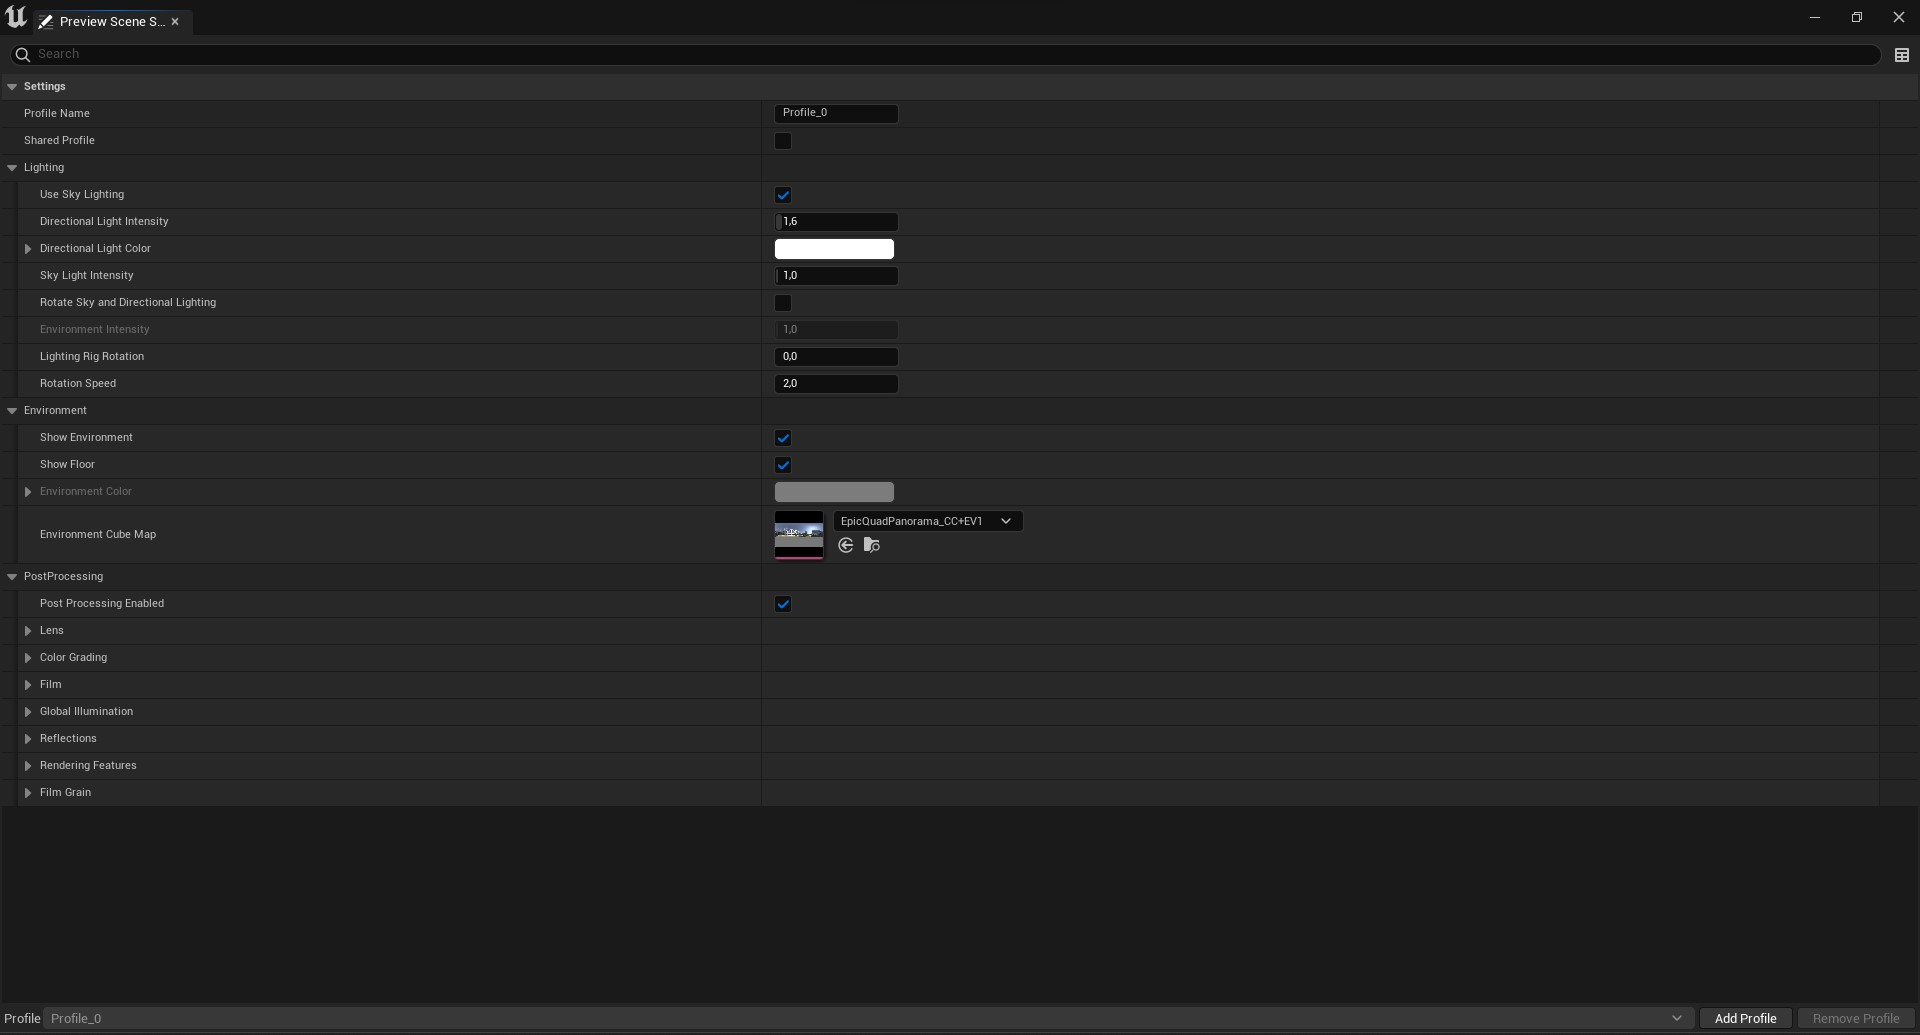 Preview Scene S...
Search
Settings
Profile Name
Profile_0
Shared Profile
Lighting
Use Sky Lighting
Directional Light Intensity
1,6
Directional Light Color
Sky Light Intensity
1,0
Rotate Sky and Directional Lighting
Environment Intensity
1,0
Lighting Rig Rotation
0,0
Rotation Speed
2,0
Environment
Show Environment
Show Floor
Environment Color
Environment Cube Map
EpicQuadPanorama_CC+EV1
PostProcessing
Post Processing Enabled
Lens
Color Grading
Film
Global Illumination
Reflections
Rendering Features
Film Grain
Profile
Profile_0
Add Profile
Remove Profile